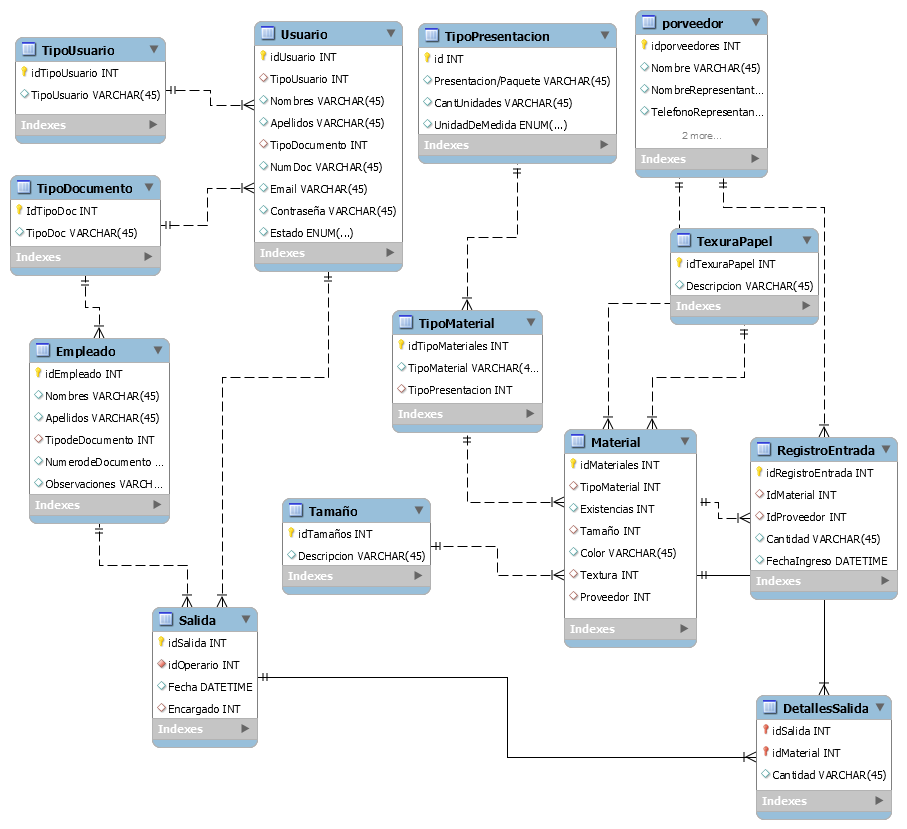 TipoUsuario
idTipoUsuario INT
TipoUsuario VARCHAR(45)
Indexes
Usuario
idUsuario INT
TipoUsuario INT
Nombres VARCHAR(45)
Apellidos VARCHAR(45)
TipoDocumento INT
NumDoc VARCHAR(45)
Email VARCHAR(45)
Contraseña VARCHAR(45)
Estado ENUM(...)
Indexes
TipoPresentacion
id INT
Presentacion/Paquete VARCHAR(45)
CantUnidades VARCHAR(45)
UnidadDeMedida ENUM(...)
Indexes
porveedor
idporveedores INT
Nombre VARCHAR(45)
NombreRepresentant...
TelefonoRepresentan...
2 more...
Indexes
TipoDocumento
IdTipoDoc INT
TipoDoc VARCHAR(45)
Indexes
TexuraPapel
idTexuraPapel INT
Descripcion VARCHAR(45)
Indexes
Empleado
idEmpleado INT
Nombres VARCHAR(45)
Apellidos VARCHAR(45)
TipodeDocumento INT
NumerodeDocumento ...
Observaciones VARCH...
Indexes
TipoMaterial
idTipoMateriales INT
TipoMaterial VARCHAR(4...
TipoPresentacion INT
Indexes
Material
idMateriales INT
TipoMaterial INT
Existencias INT
Tamaño INT
Color VARCHAR(45)
Textura INT
Proveedor INT
Indexes
RegistroEntrada
idRegistroEntrada INT
IdMaterial INT
IdProveedor INT
Cantidad VARCHAR(45)
FechaIngreso DATETIME
Indexes
Tamaño
idTamaños INT
Descripcion VARCHAR(45)
Indexes
Salida
idSalida INT
idOperario INT
Fecha DATETIME
Encargado INT
Indexes
DetallesSalida
idSalida INT
idMaterial INT
Cantidad VARCHAR(45)
Indexes